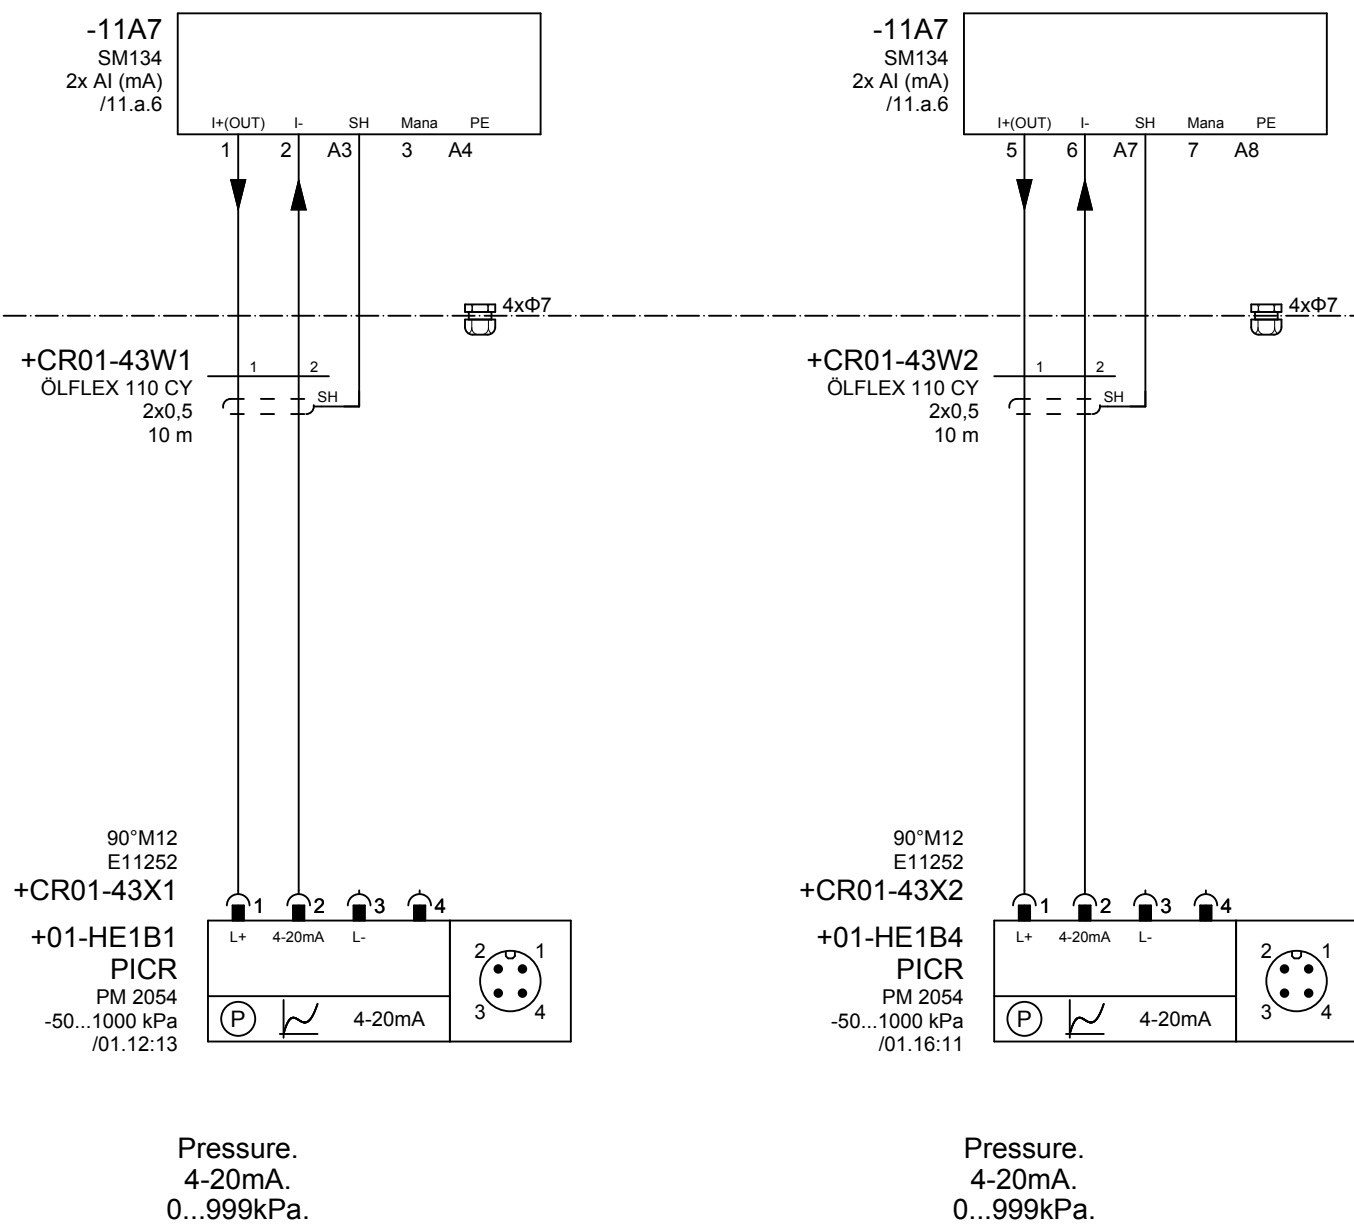 -11A7
SM134
2x AI (mA)
/11.a.6
I+(OUT) I- SH Mana PE
1 2 A3 3 A4
4xΦ7
+CR01-43W1
ÖLFLEX 110 CY
2x0,5
10 m
1 2
SH
90°M12
E11252
+CR01-43X1
1 2 3 4
+01-HE1B1
PICR
PM 2054
-50...1000 kPa
/01.12:13
L+ 4-20mA L-
P 4-20mA
2 1
3 4
Pressure.
4-20mA.
0...999kPa.
-11A7
SM134
2x AI (mA)
/11.a.6
I+(OUT) I- SH Mana PE
5 6 A7 7 A8
4xΦ7
+CR01-43W2
ÖLFLEX 110 CY
2x0,5
10 m
1 2
SH
90°M12
E11252
+CR01-43X2
1 2 3 4
+01-HE1B4
PICR
PM 2054
-50...1000 kPa
/01.16:11
L+ 4-20mA L-
P 4-20mA
2 1
3 4
Pressure.
4-20mA.
0...999kPa.